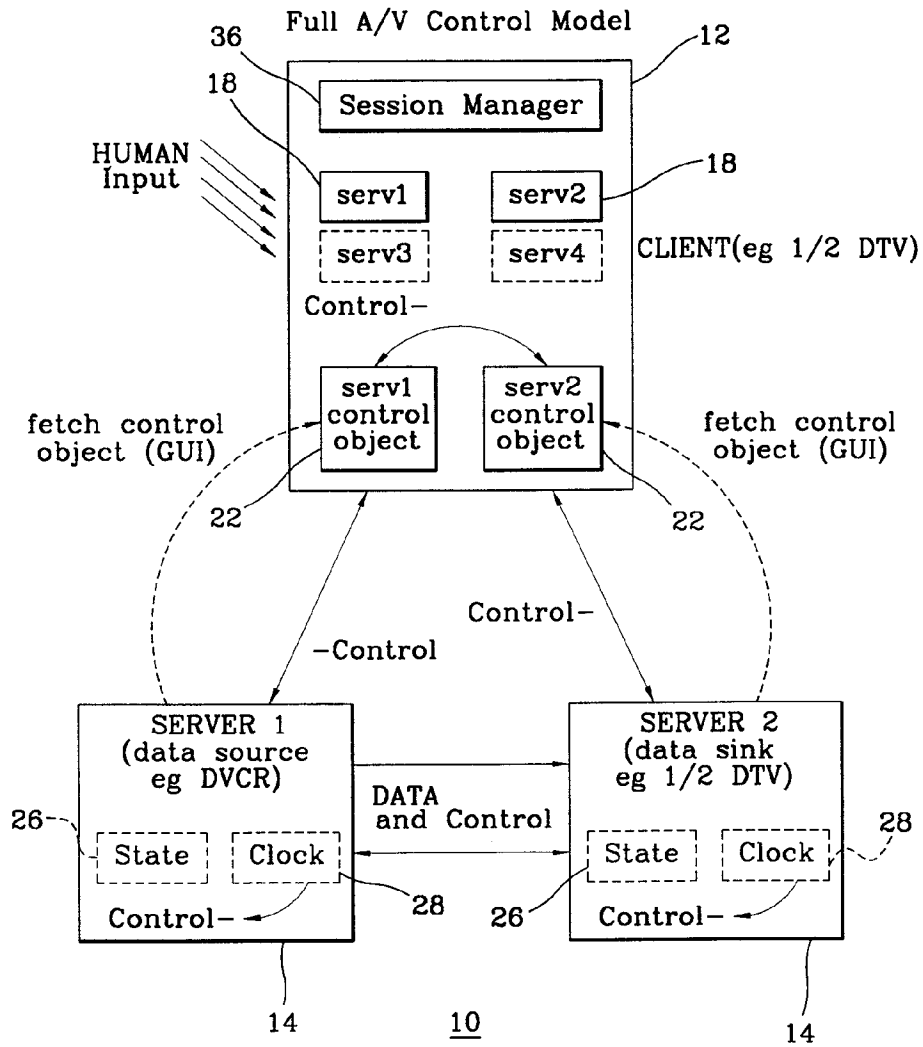 Full A/V Control Model
36
12
Session Manager
18
HUMAN
Input
18
serv1
serv2
serv3
serv4
CLIENT(eg 1/2 DTV)
Control-
serv1
control
object
serv2
control
object
fetch control
object (GUI)
fetch control
object (GUI)
22
22
Control-
-Control
SERVER 1
(data source
eg DVCR)
SERVER 2
(data sink
eg 1/2 DTV)
DATA
and Control
26
State
Clock
28
Control-
State
Clock
28
26
Control-
14
10
14